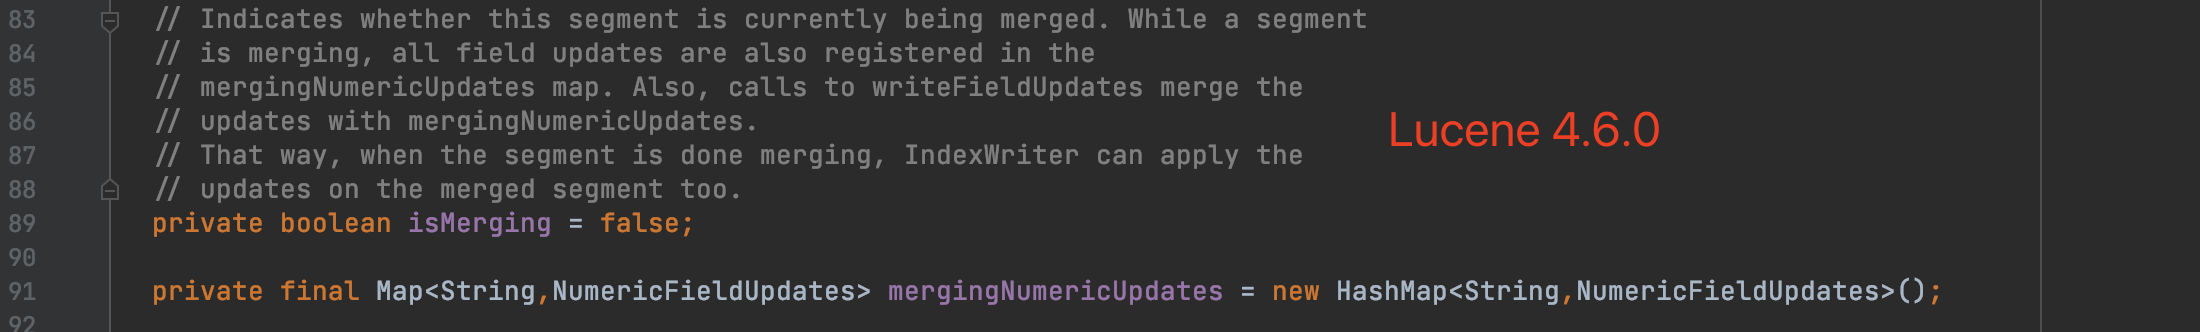 83 // Indicates whether this segment is currently being merged. While a segment
84 // is merging, all field updates are also registered in the
85 // mergingNumericUpdates map. Also, calls to writeFieldUpdates merge the
86 // updates with mergingNumericUpdates.
Lucene 4.6.0
87 // That way, when the segment is done merging, IndexWriter can apply the
88 // updates on the merged segment too.
89 private boolean isMerging = false;
90
91 private final Map<String,NumericFieldUpdates> mergingNumericUpdates = new HashMap<String,NumericFieldUpdates>();
92